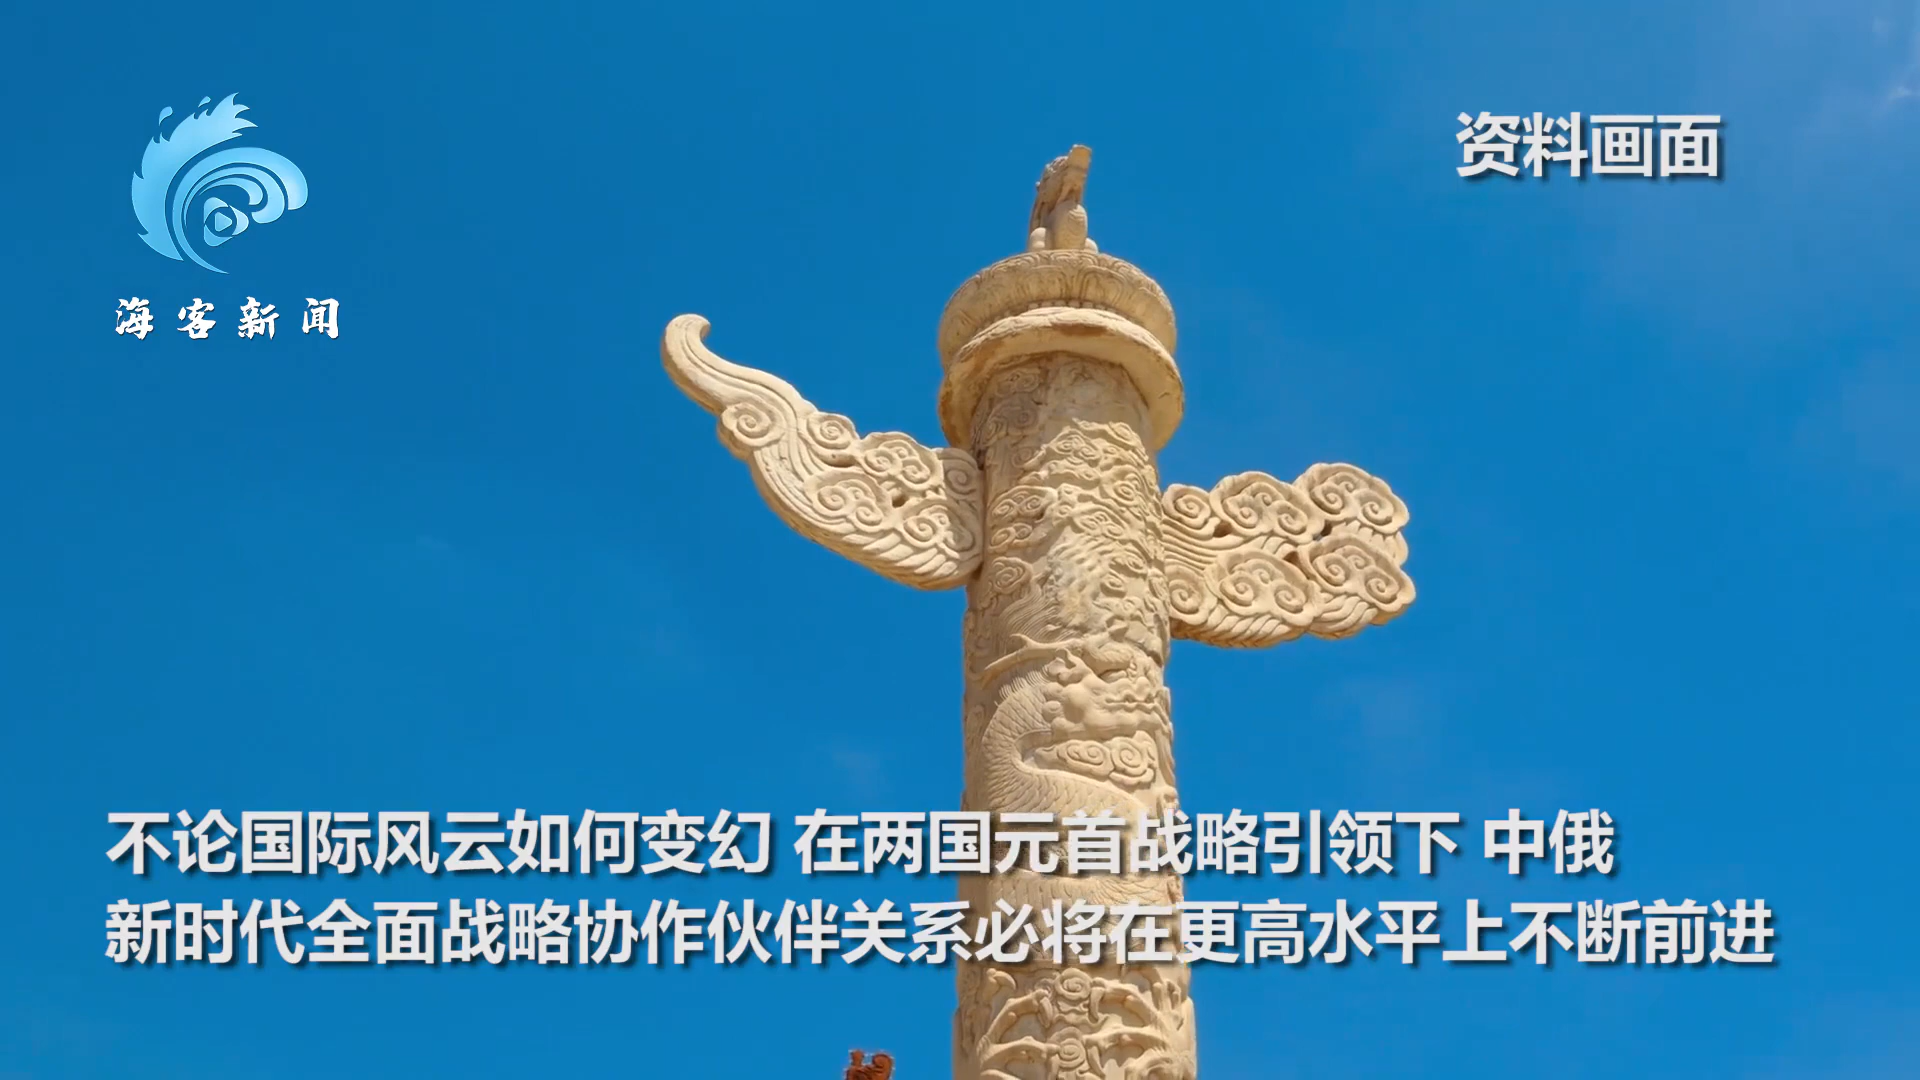 资料画面
海客新闻
不论国际风云如何变幻 在两国元首战略引领下 中俄
新时代全面战略协作伙伴关系必将在更高水平上不断前进